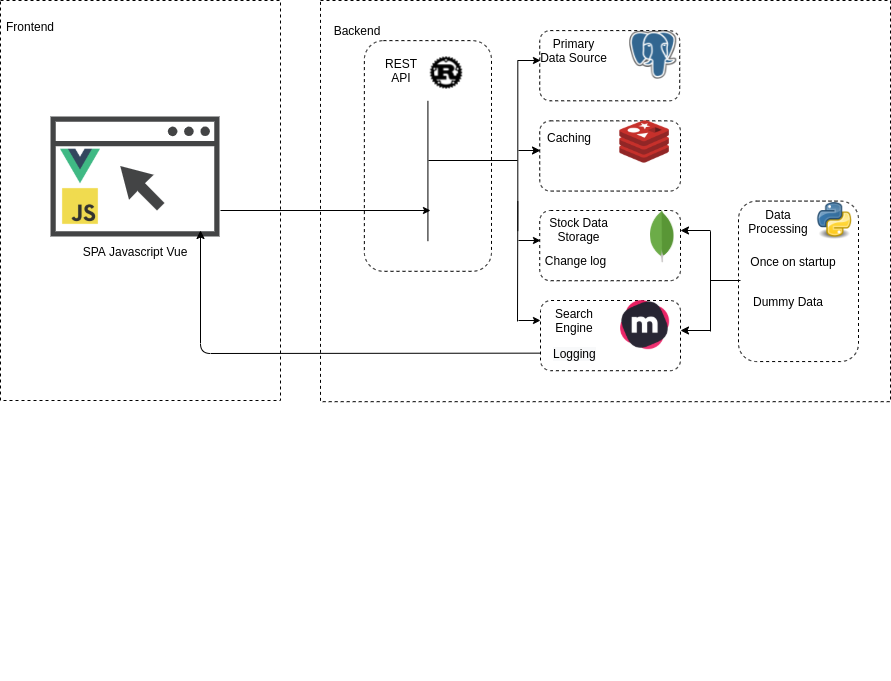 Frontend
Backend
REST
API
Primary
Data Source
Caching
Stock Data
Storage
Change log
Search
Engine
Logging
Data
Processing
Once on startup
Dummy Data
JS
SPA Javascript Vue
m
R